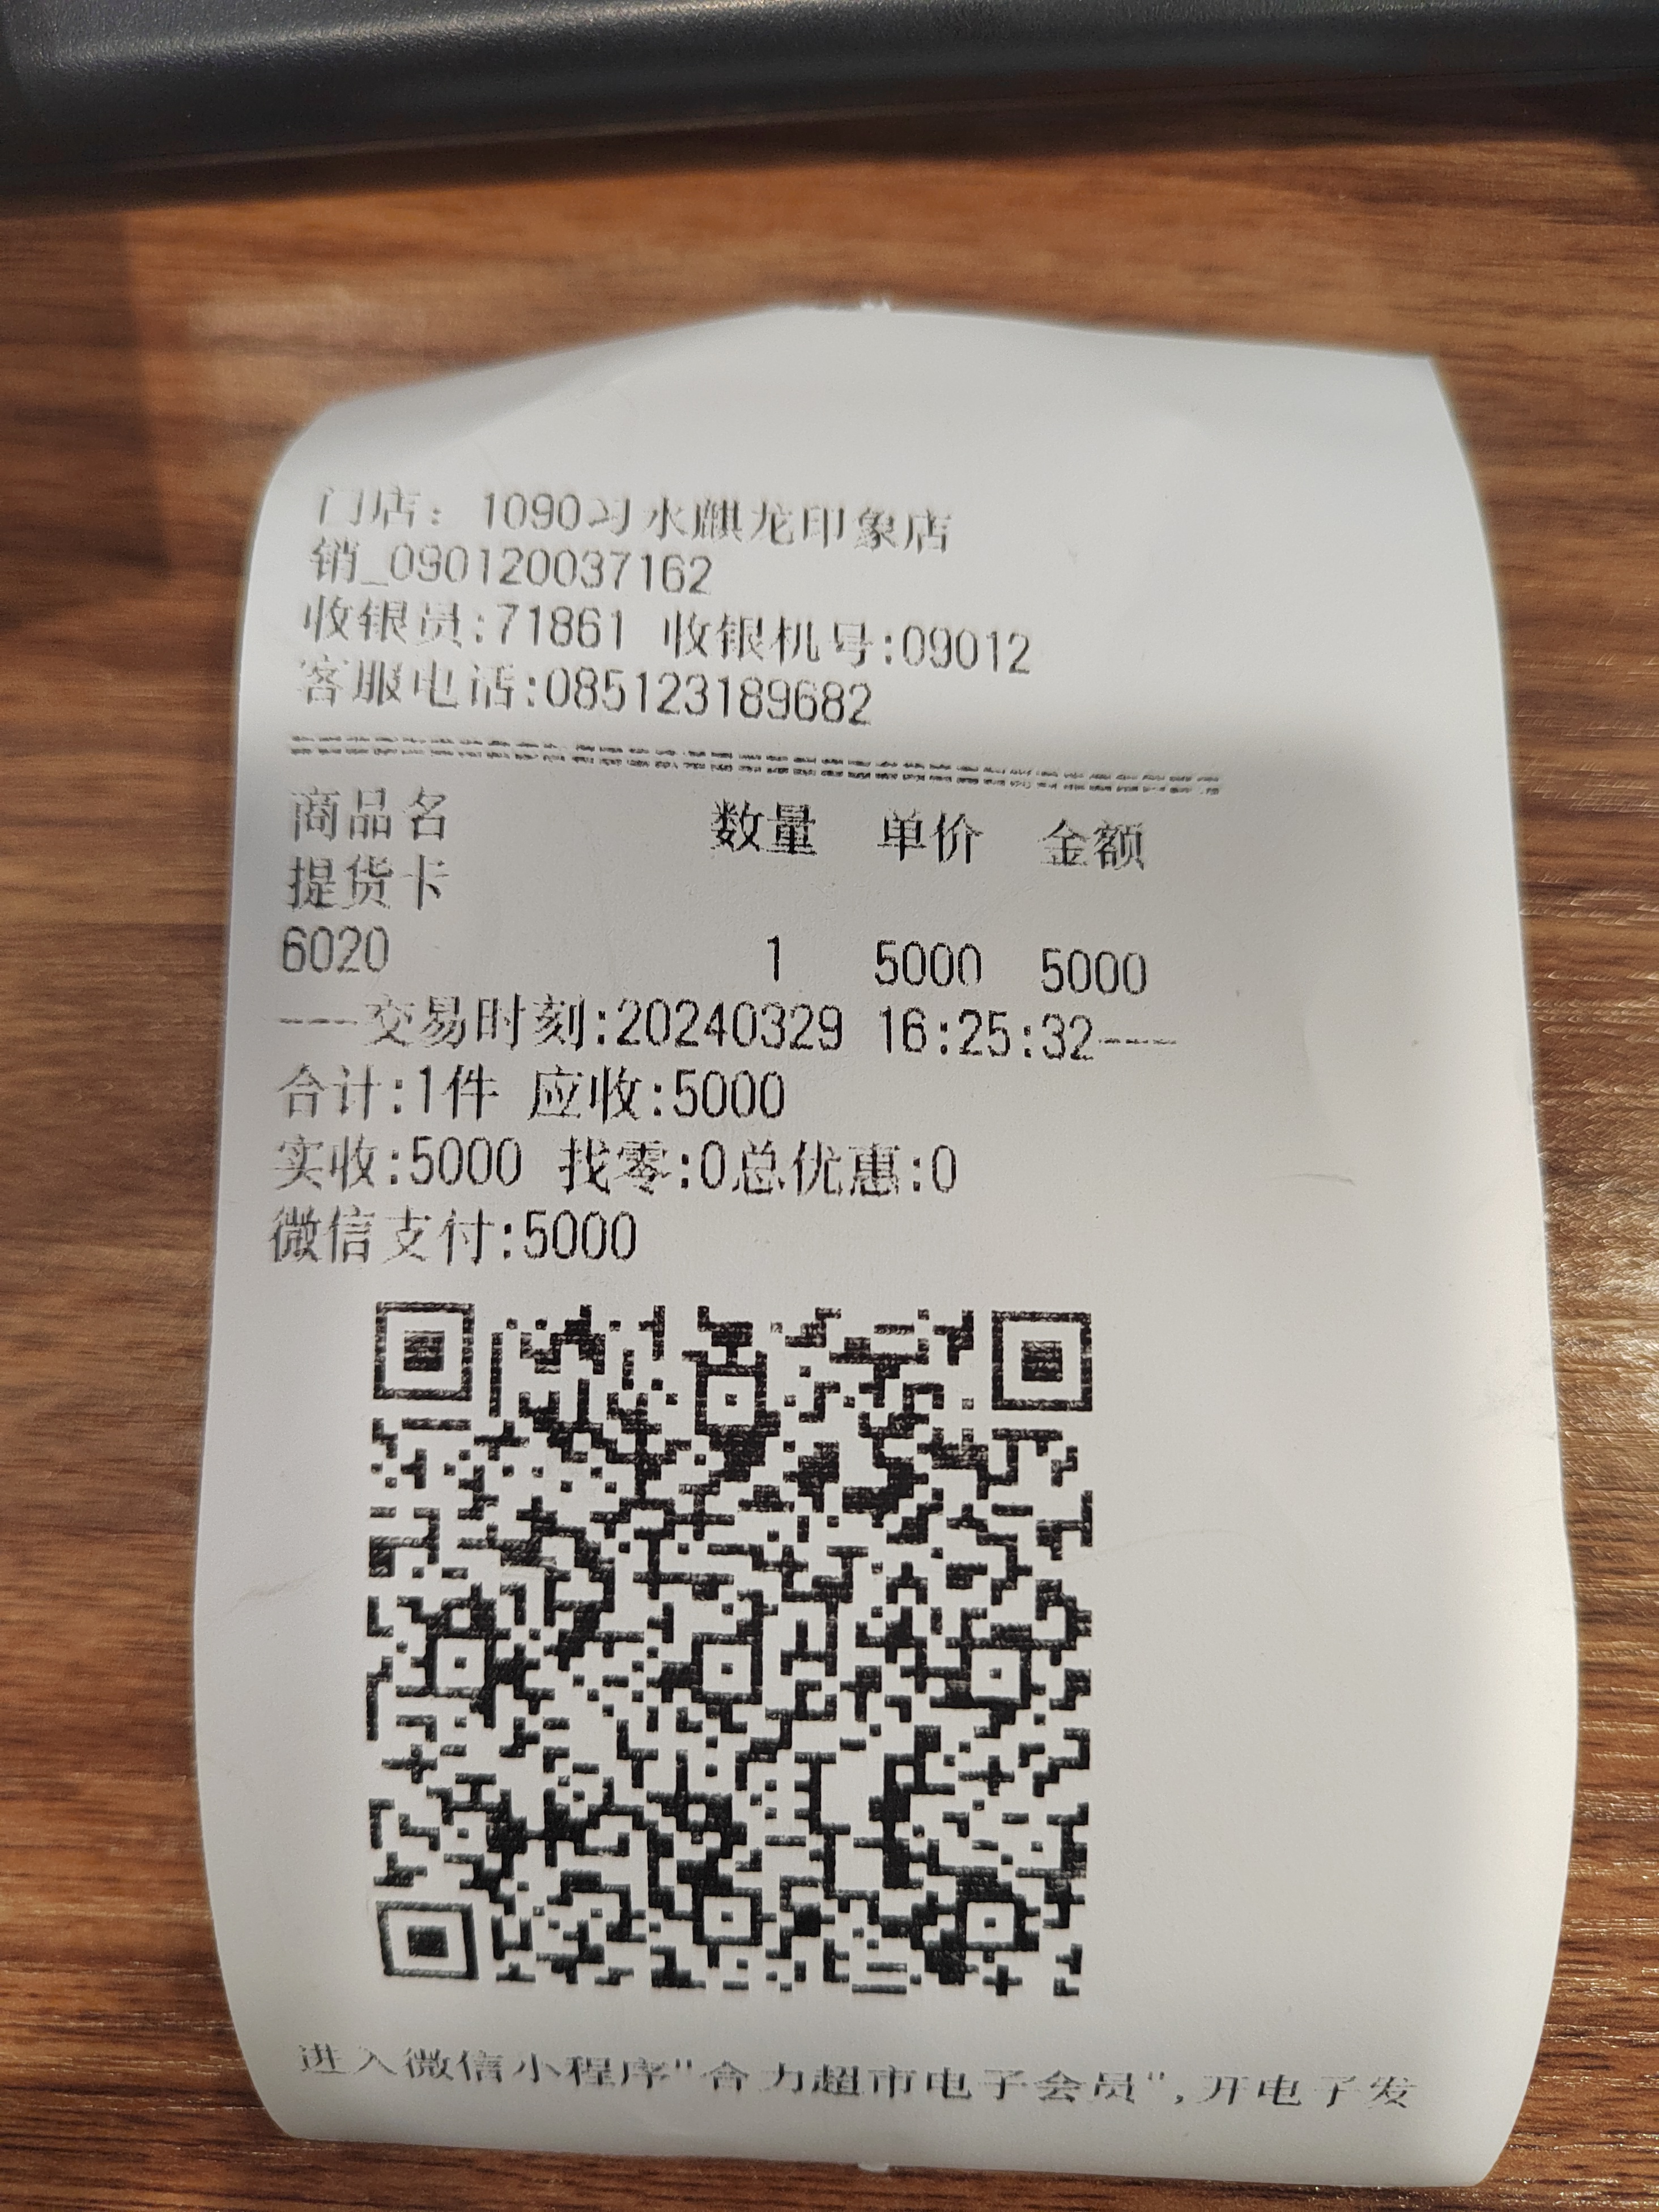 门店：1090习水麒龙印象店
销_090120037162
收银员:71861 收银机号:09012
客服电话:085123189682
================================
商品名 数量 单价 金额
提货卡
6020 1 5000 5000
---交易时刻:20240329 16:25:32---
合计:1件 应收:5000
实收:5000 找零:0总优惠:0
微信支付:5000
进入微信小程序"合力超市电子会员",开电子发